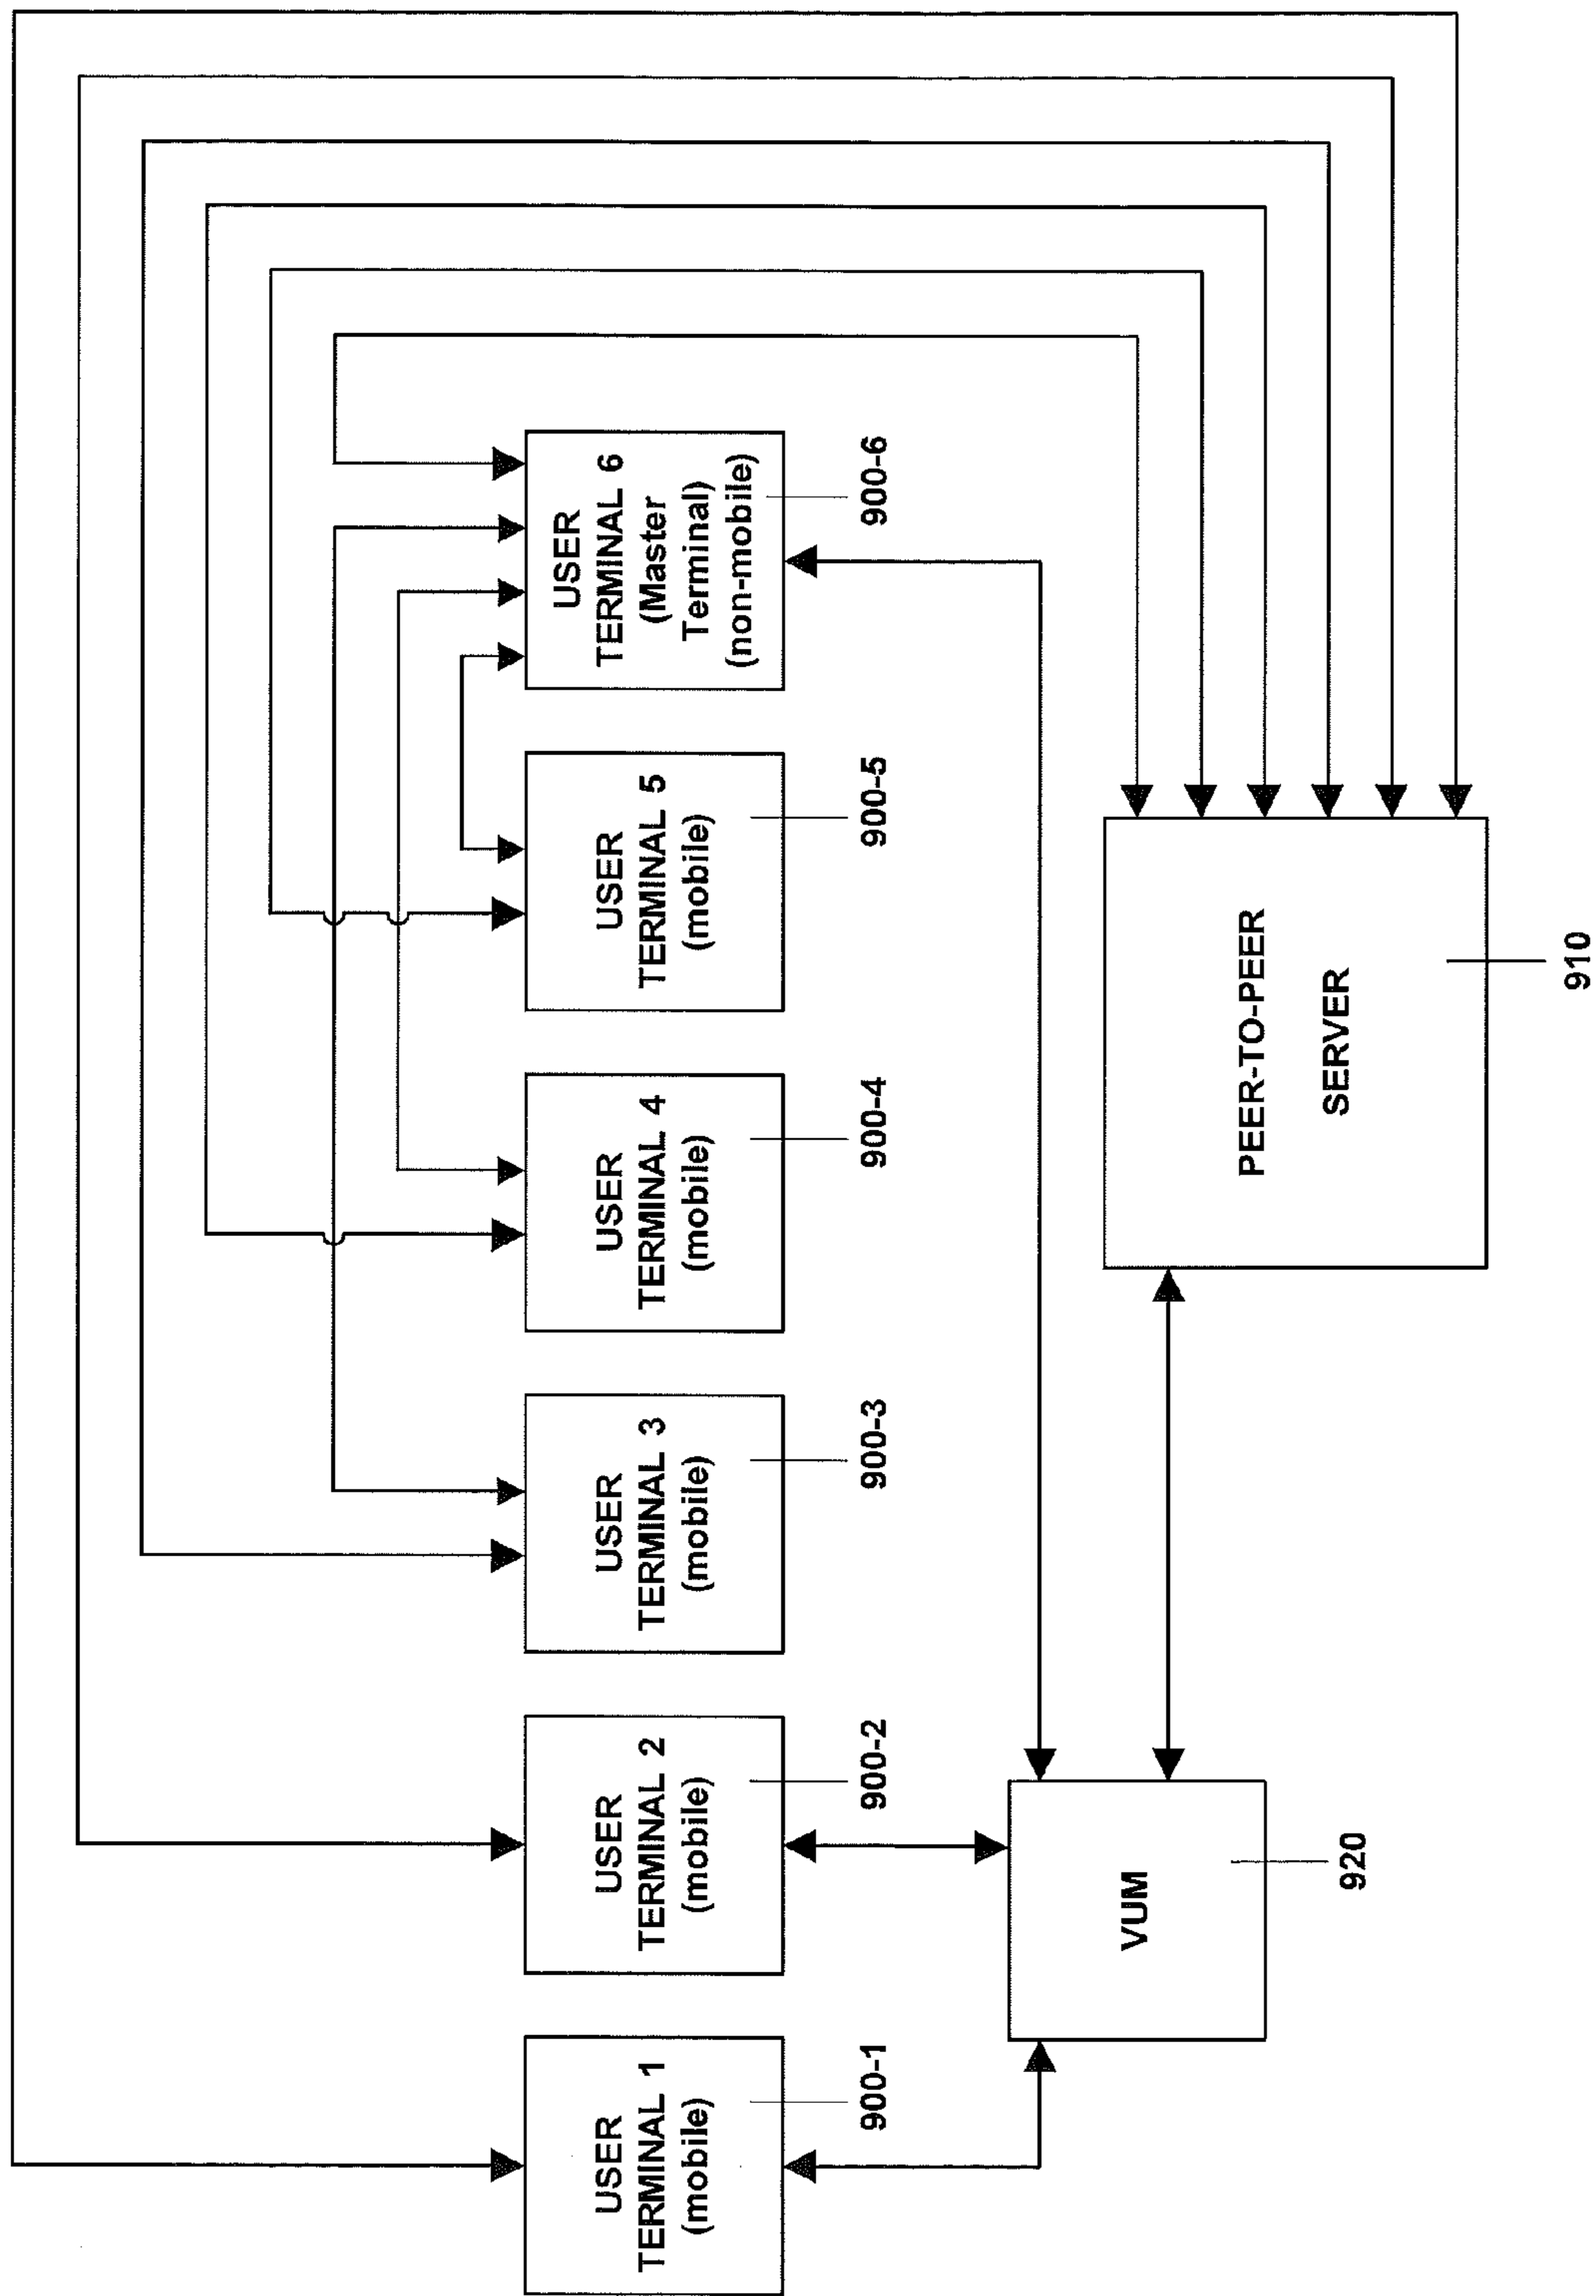 USER
TERMINAL 1
(mobile)
900-1
USER
TERMINAL 2
(mobile)
900-2
USER
TERMINAL 3
(mobile)
900-3
USER
TERMINAL 4
(mobile)
900-4
USER
TERMINAL 5
(mobile)
900-5
USER
TERMINAL 6
(Master
Terminal)
(non-mobile)
900-6
VUM
920
PEER-TO-PEER
SERVER
910